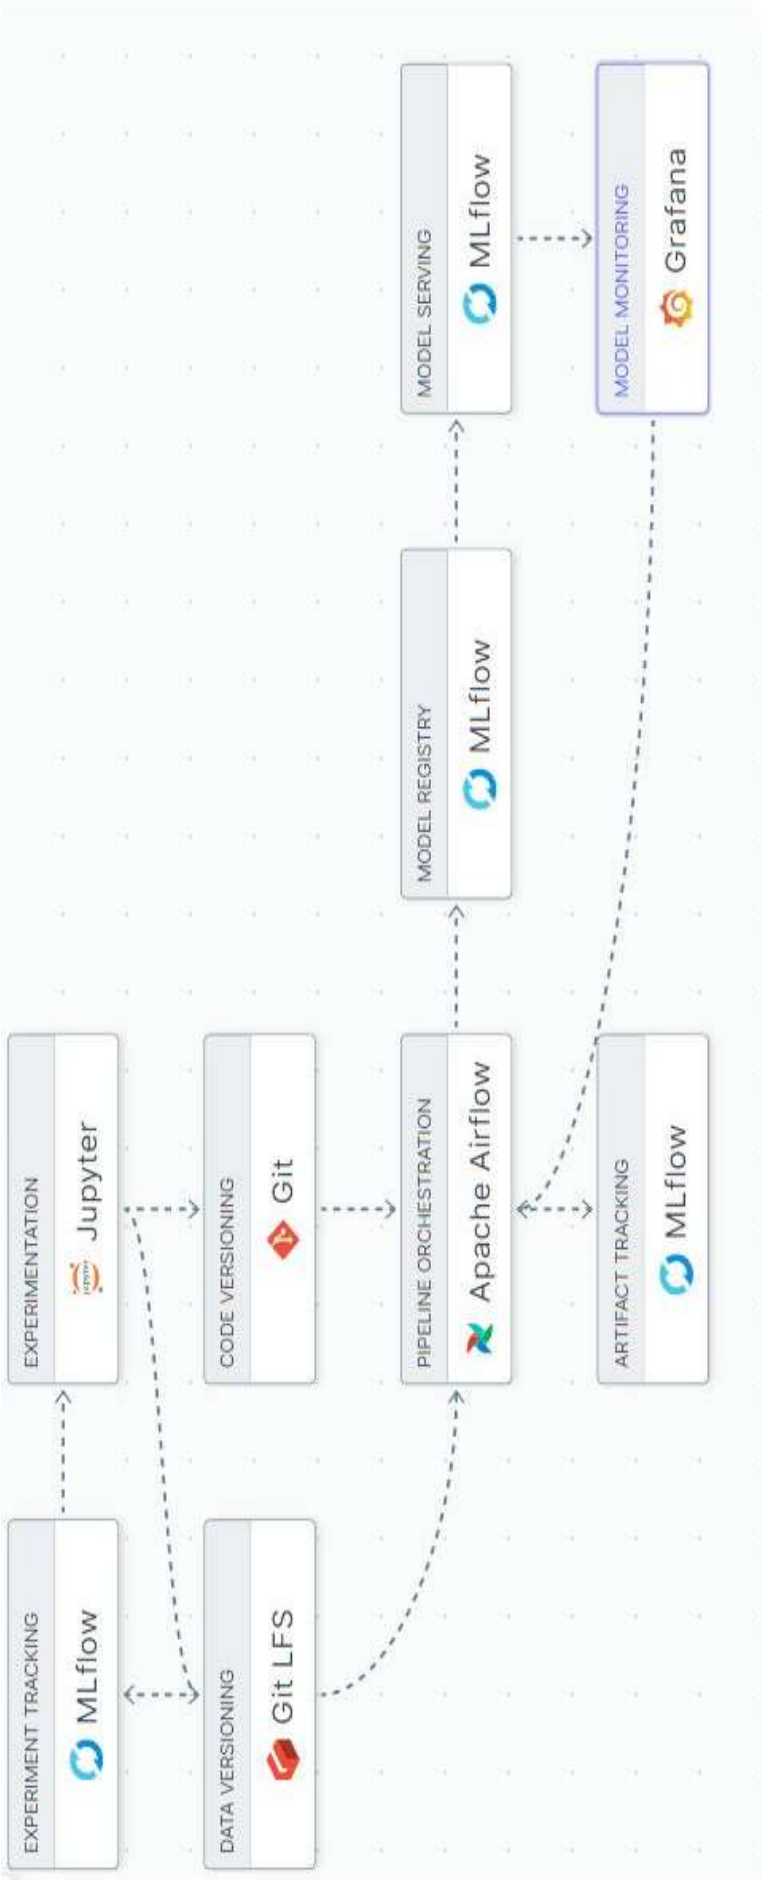 EXPERIMENT TRACKING
MLflow
EXPERIMENTATION
Jupyter
DATA VERSIONING
Git LFS
CODE VERSIONING
Git
PIPELINE ORCHESTRATION
Apache Airflow
MODEL REGISTRY
MLflow
MODEL SERVING
MLflow
ARTIFACT TRACKING
MLflow
MODEL MONITORING
Grafana